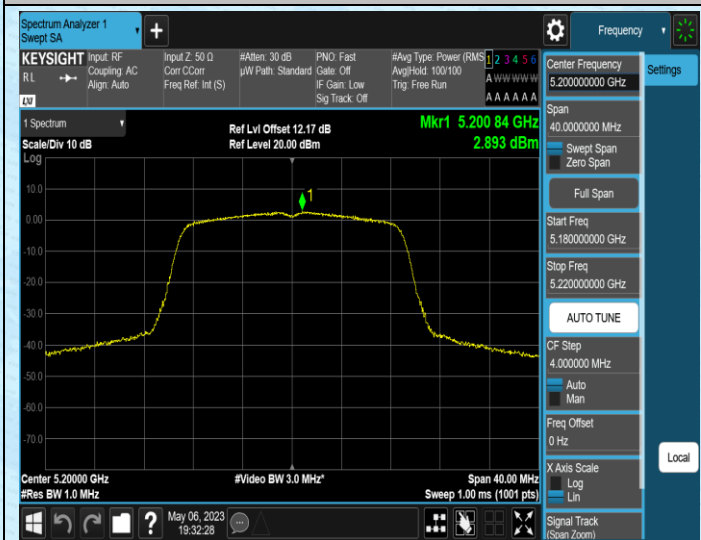 Spectrum Analyzer 1
Swept SA
Frequency
KEYSIGHT
R L
LXI
Input: RF
Coupling: AC
Align: Auto
Input Z: 50 Ω
Corr CCorr
Freq Ref: Int (S)
#Atten: 30 dB
µW Path: Standard
PNO: Fast
Gate: Off
IF Gain: Low
Sig Track: Off
#Avg Type: Power (RMS
Avg|Hold: 100/100
Trig: Free Run
1 2 3 4 5 6
A W W W W W
A A A A A A
1 Spectrum
Scale/Div 10 dB
Log
Ref Lvl Offset 12.17 dB
Ref Level 20.00 dBm
Mkr1 5.200 84 GHz
2.893 dBm
1
10.0
0.00
-10.0
-20.0
-30.0
-40.0
-50.0
-60.0
-70.0
Center 5.20000 GHz
#Res BW 1.0 MHz
#Video BW 3.0 MHz*
Span 40.00 MHz
Sweep 1.00 ms (1001 pts)
?
May 06, 2023
19:32:28
Center Frequency
5.200000000 GHz
Span
40.0000000 MHz
Swept Span
Zero Span
Full Span
Start Freq
5.180000000 GHz
Stop Freq
5.220000000 GHz
AUTO TUNE
CF Step
4.000000 MHz
Auto
Man
Freq Offset
0 Hz
X Axis Scale
Log
Lin
Signal Track
(Span Zoom)
Settings
Local